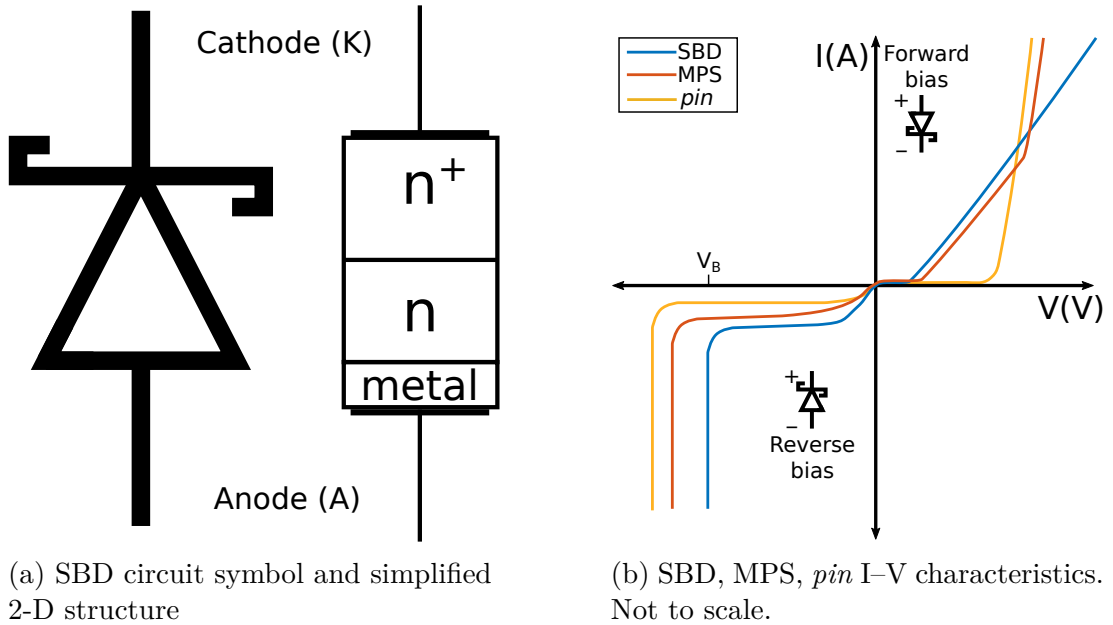 Cathode (K)
n+
n
metal
Anode (A)
SBD
MPS
pin
I(A)
Forward
bias
+
−
VB
V(V)
+
−
Reverse
bias
(a) SBD circuit symbol and simplified
2-D structure
(b) SBD, MPS, pin I–V characteristics.
Not to scale.